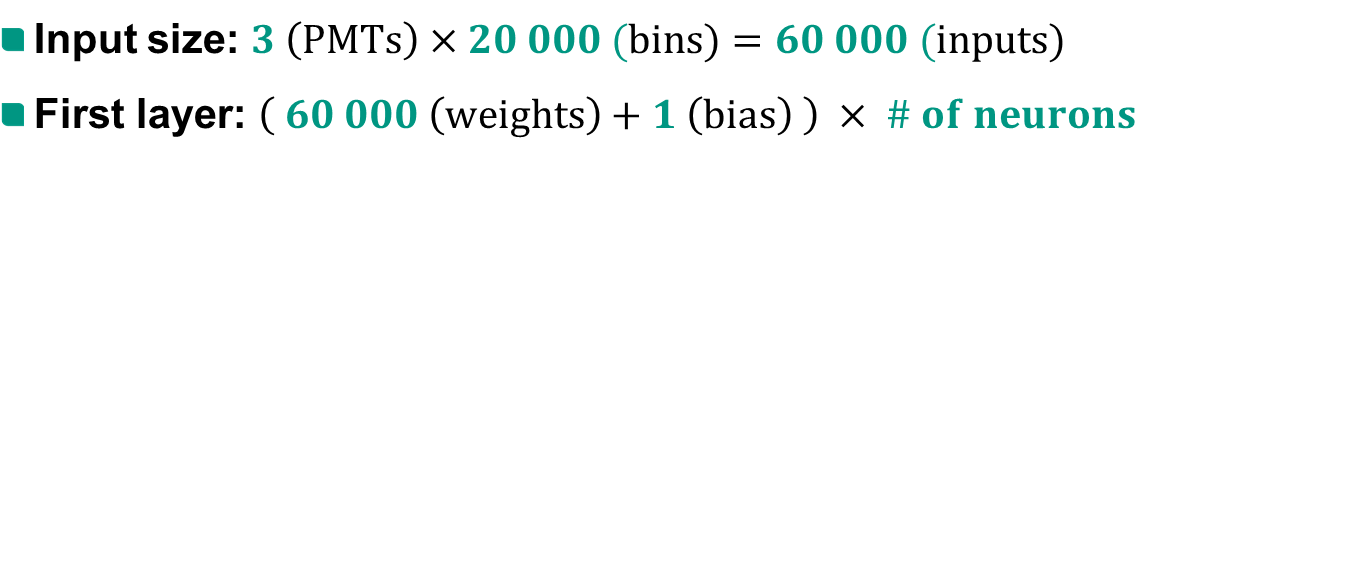 Input size: 3 (PMTs) × 20 000 (bins) = 60 000 (inputs)
First layer: ( 60 000 (weights) + 1 (bias) ) × # of neurons